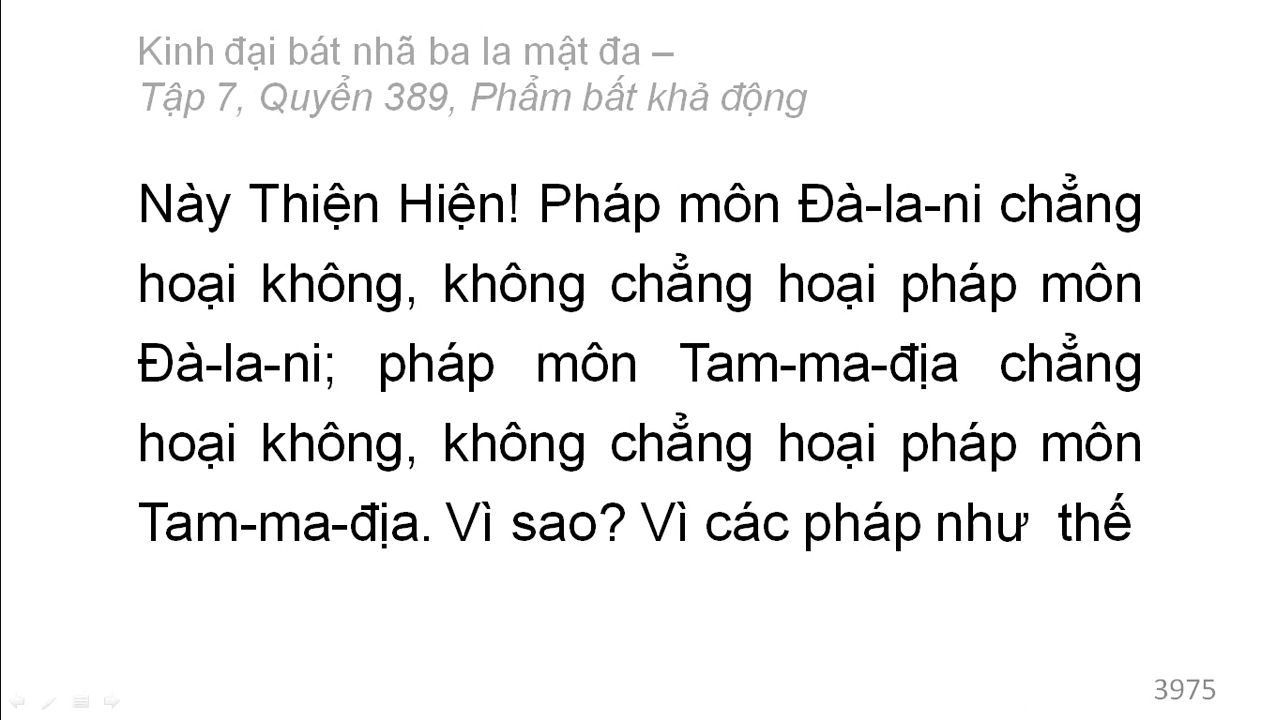 Kinh đại bát nhã ba la mật đa –
Tập 7, Quyển 389, Phẩm bất khả động
Này Thiện Hiện! Pháp môn Đà-la-ni chẳng
hoại không, không chẳng hoại pháp môn
Đà-la-ni; pháp môn Tam-ma-địa chẳng
hoại không, không chẳng hoại pháp môn
Tam-ma-địa. Vì sao? Vì các pháp như thế
3975